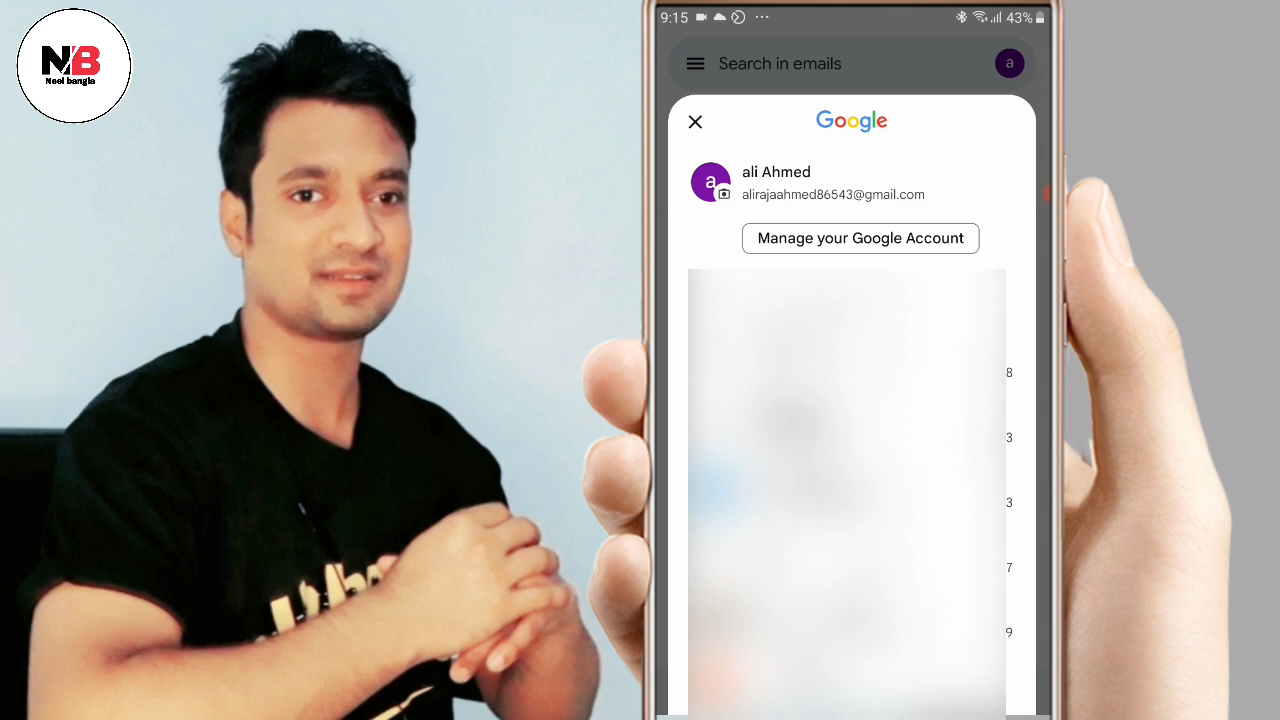 NB
Neel bangla
9:15
43%
Search in emails
a
Google
a
ali Ahmed
alirajaahmed86543@gmail.com
Manage your Google Account
8
3
3
7
9